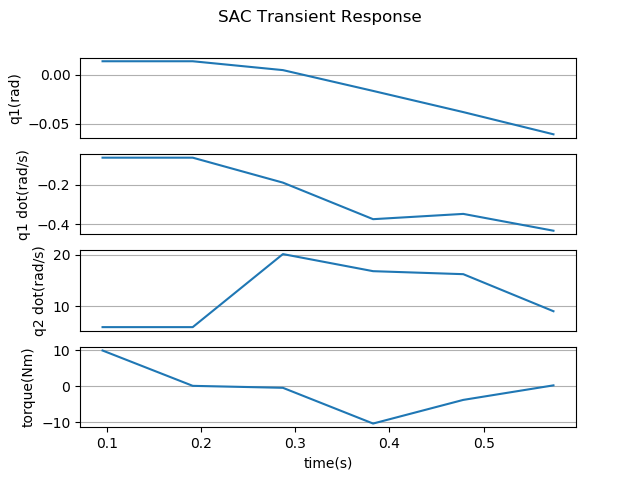 SAC Transient Response
q1(rad)
0.00
−0.05
q1 dot(rad/s)
−0.2
−0.4
q2 dot(rad/s)
20
10
torque(Nm)
10
0
−10
0.1 0.2 0.3 0.4 0.5
time(s)